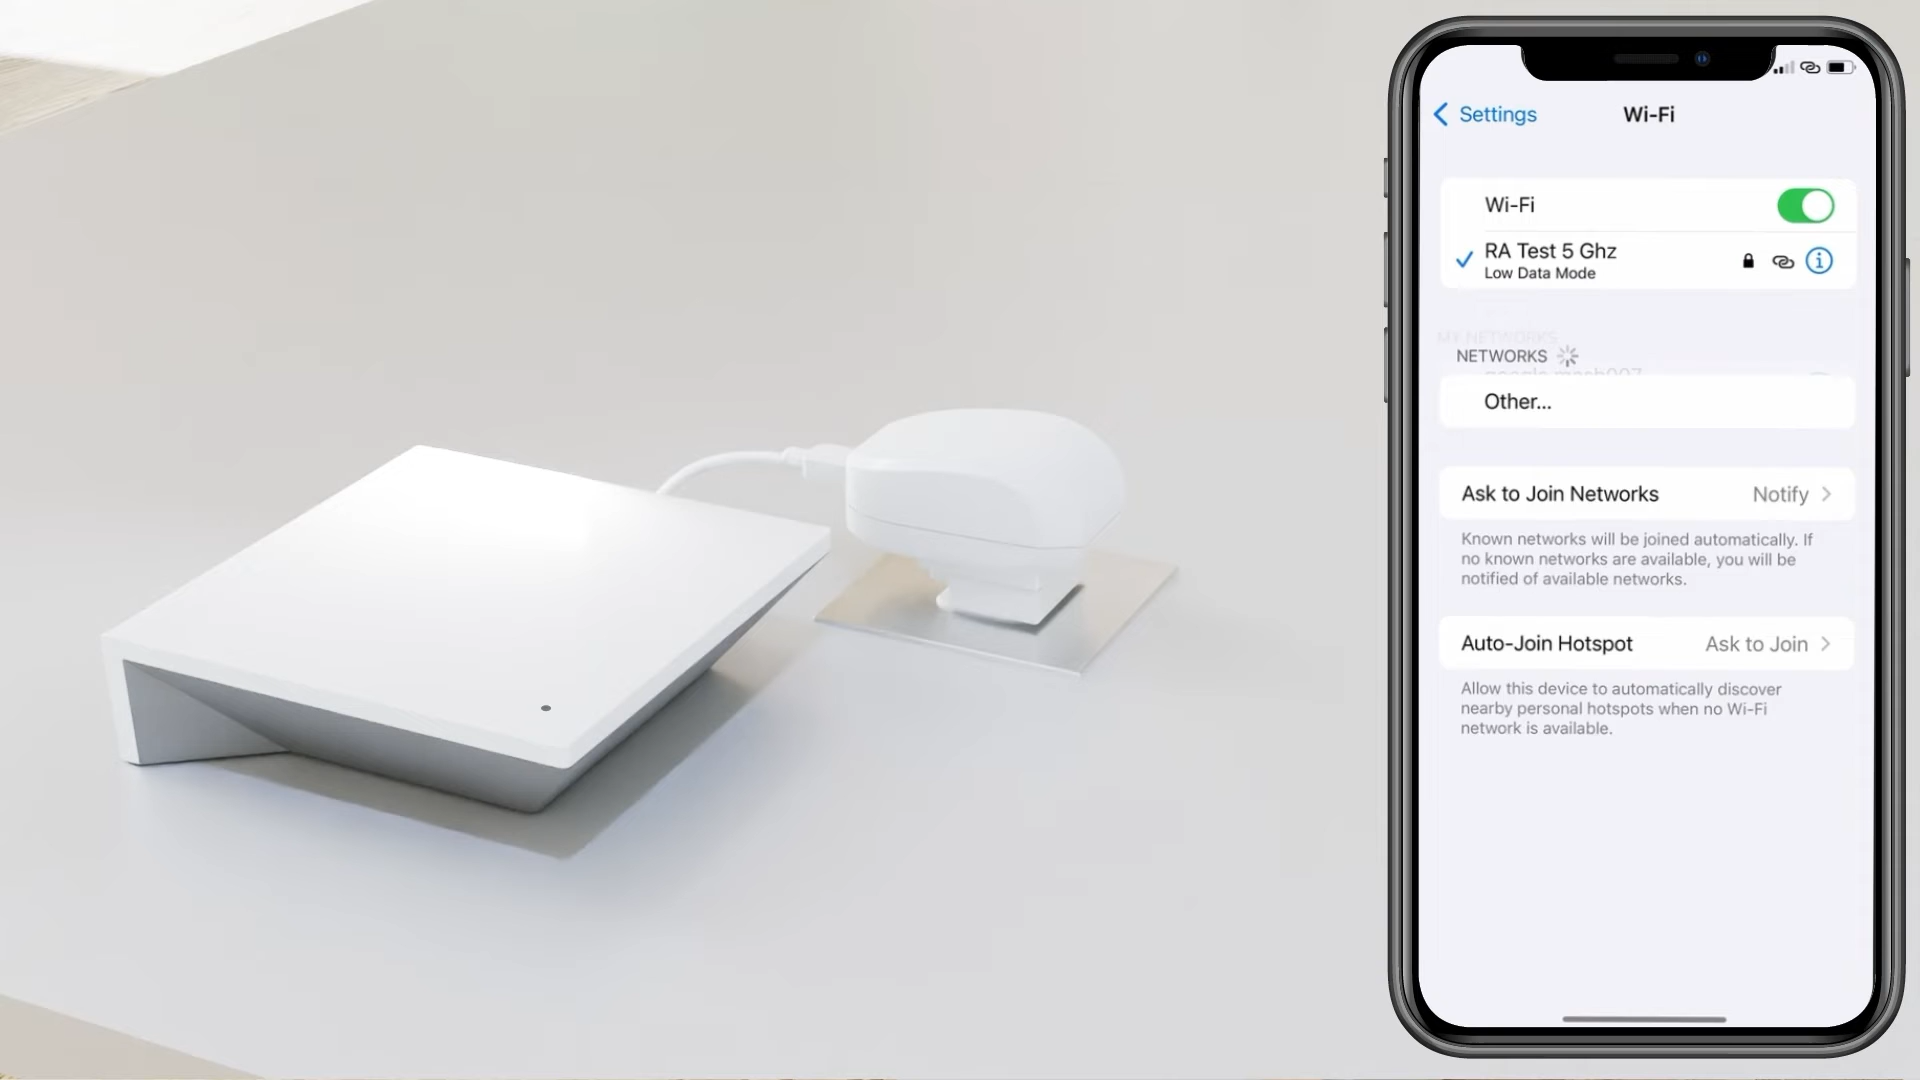 Settings
Wi-Fi
Wi-Fi
RA Test 5 Ghz
Low Data Mode
MY NETWORKS
NETWORKS
Other...
Ask to Join Networks
Notify
Known networks will be joined automatically. If
no known networks are available, you will be
notified of available networks.
Auto-Join Hotspot
Ask to Join
Allow this device to automatically discover
nearby personal hotspots when no Wi-Fi
network is available.